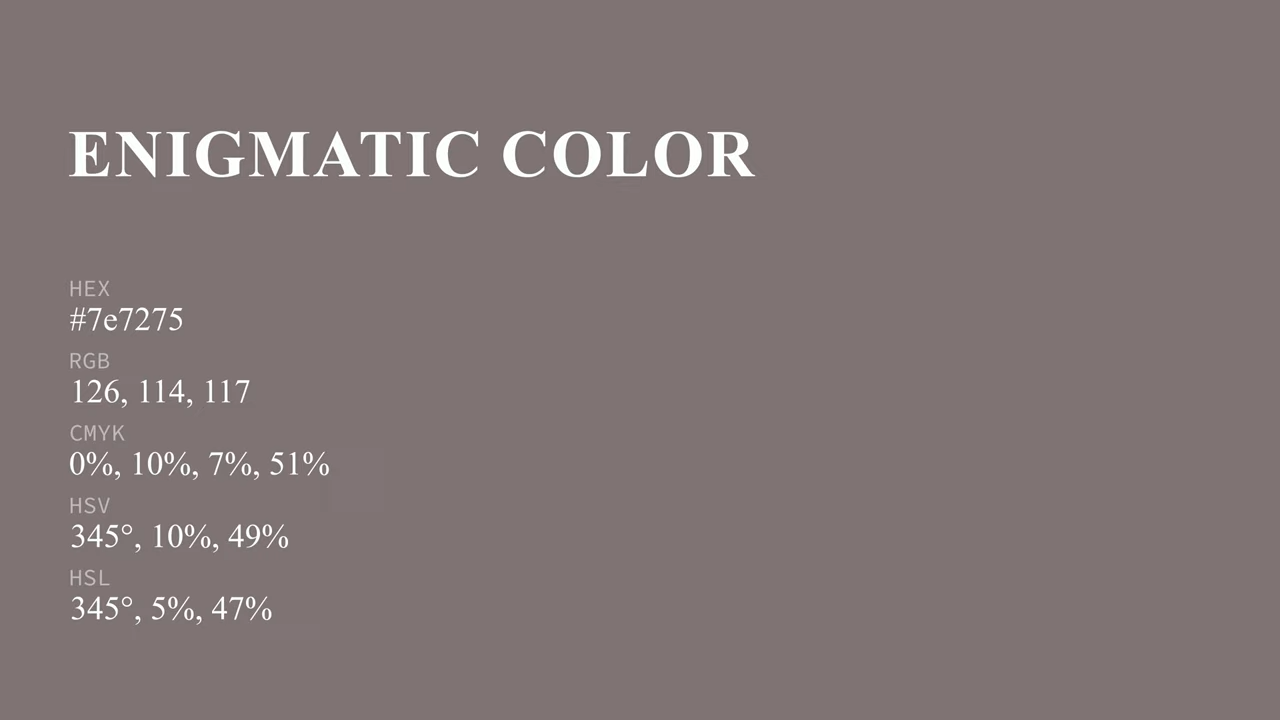 ENIGMATIC COLOR
HEX
#7e7275
RGB
126, 114, 117
CMYK
0%, 10%, 7%, 51%
HSV
345°, 10%, 49%
HSL
345°, 5%, 47%